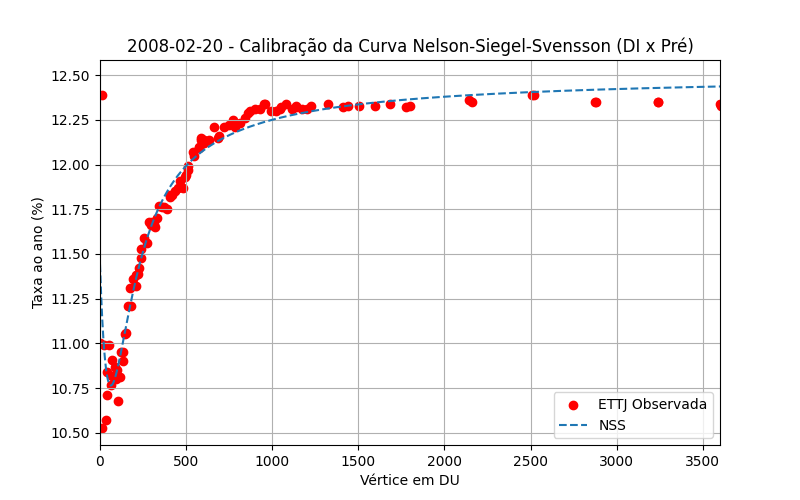 2008-02-20 - Calibração da Curva Nelson-Siegel-Svensson (DI x Pré)
Taxa ao ano (%)
12.50
12.25
12.00
11.75
11.50
11.25
11.00
10.75
10.50
ETTJ Observada
NSS
0 500 1000 1500 2000 2500 3000 3500
Vértice em DU